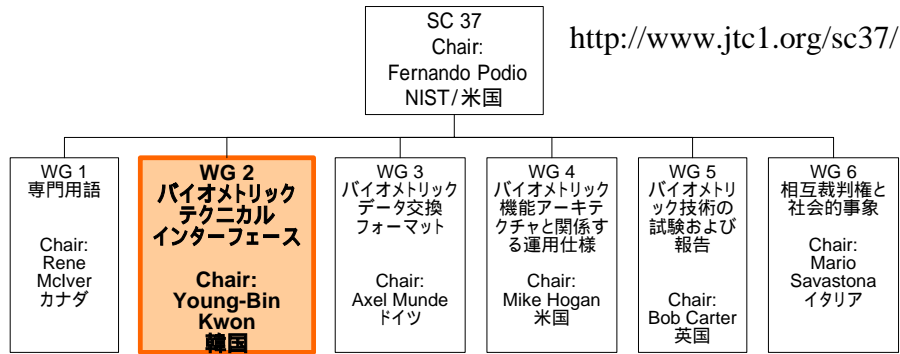 SC 37
Chair:
Fernando Podio
NIST/米国
http://www.jtc1.org/sc37/
WG 1
専門用語
Chair:
Rene
McIver
カナダ
WG 2
バイオメトリック
テクニカル
インターフェース
Chair:
Young-Bin
Kwon
韓国
WG 3
バイオメトリック
データ交換
フォーマット
Chair:
Axel Munde
ドイツ
WG 4
バイオメトリック
機能アーキテ
クチャと関係す
る運用仕様
Chair:
Mike Hogan
米国
WG 5
バイオメトリ
ック技術の
試験および
報告
Chair:
Bob Carter
英国
WG 6
相互裁判権と
社会的事象
Chair:
Mario
Savastona
イタリア